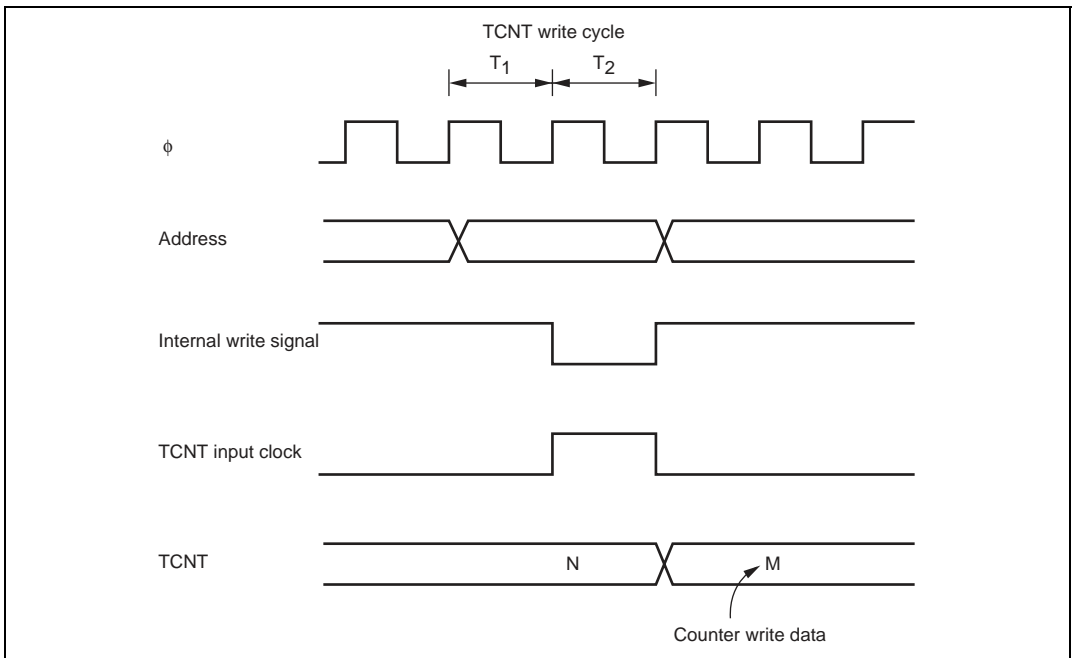 TCNT write cycle
T1 T2
ϕ
Address
Internal write signal
TCNT input clock
TCNT N M
Counter write data